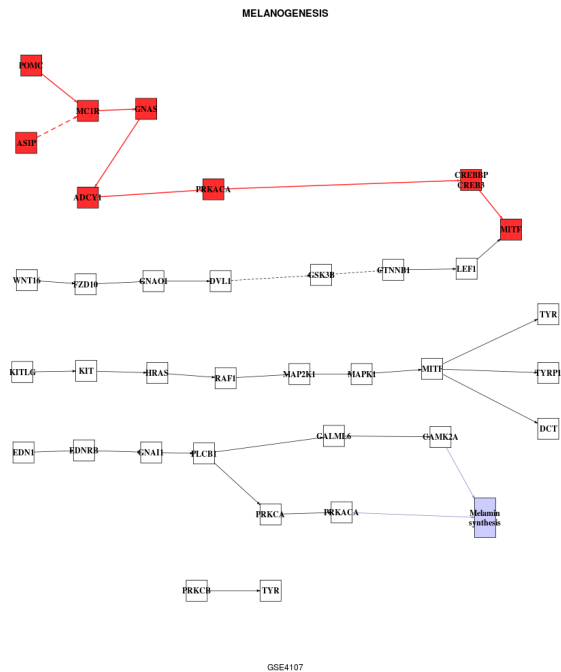 MELANOGENESIS
POMC
MC1R
GNAS
ASIP
ADCY1
PRKACA
CREBBP
CREB3
MITF
WNT16
FZD10
GNAO1
DVL1
GSK3B
CTNNB1
LEF1
TYR
KITLG
KIT
HRAS
RAF1
MAP2K1
MAPK1
MITF
TYRP1
DCT
EDN1
EDNRB
GNAI1
PLCB1
CALML6
CAMK2A
PRKCA
PRKACA
Melamin
synthesis
PRKCB
TYR
GSE4107